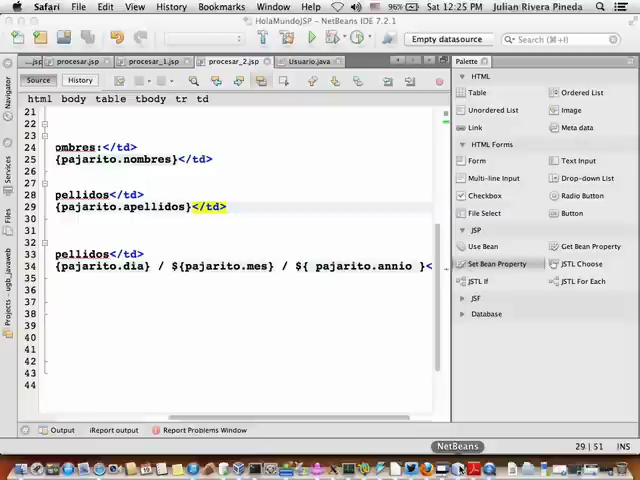 Safari File Edit View History Bookmarks Window Help 96% Sat 12:25 PM Julian Rivera Pineda
HolaMundoJSP – NetBeans IDE 7.2.1
Empty datasource
Search (⌘+I)
.jsp procesar.jsp procesar_1.jsp procesar_2.jsp Usuario.java
Palette
Source History
html body table tbody tr td
Navigator
Services
Files
Projects - ugb_javaweb
21
22
23
24 ombres:</td>
25 {pajarito.nombres}</td>
26
27
28 pellidos</td>
29 {pajarito.apellidos}</td>
30
31
32
33 pellidos</td>
34 {pajarito.dia} / ${pajarito.mes} / ${ pajarito.annio }<
35
36
37
38
39
40
41
42
43
44
HTML
Table Ordered List
Unordered List Image
Link Meta data
HTML Forms
Form Text Input
Multi-line Input Drop-down List
Checkbox Radio Button
File Select Button
JSP
Use Bean Get Bean Property
Set Bean Property JSTL Choose
JSTL If JSTL For Each
JSF
Database
Output iReport output Report Problems Window
NetBeans
29 | 51 INS